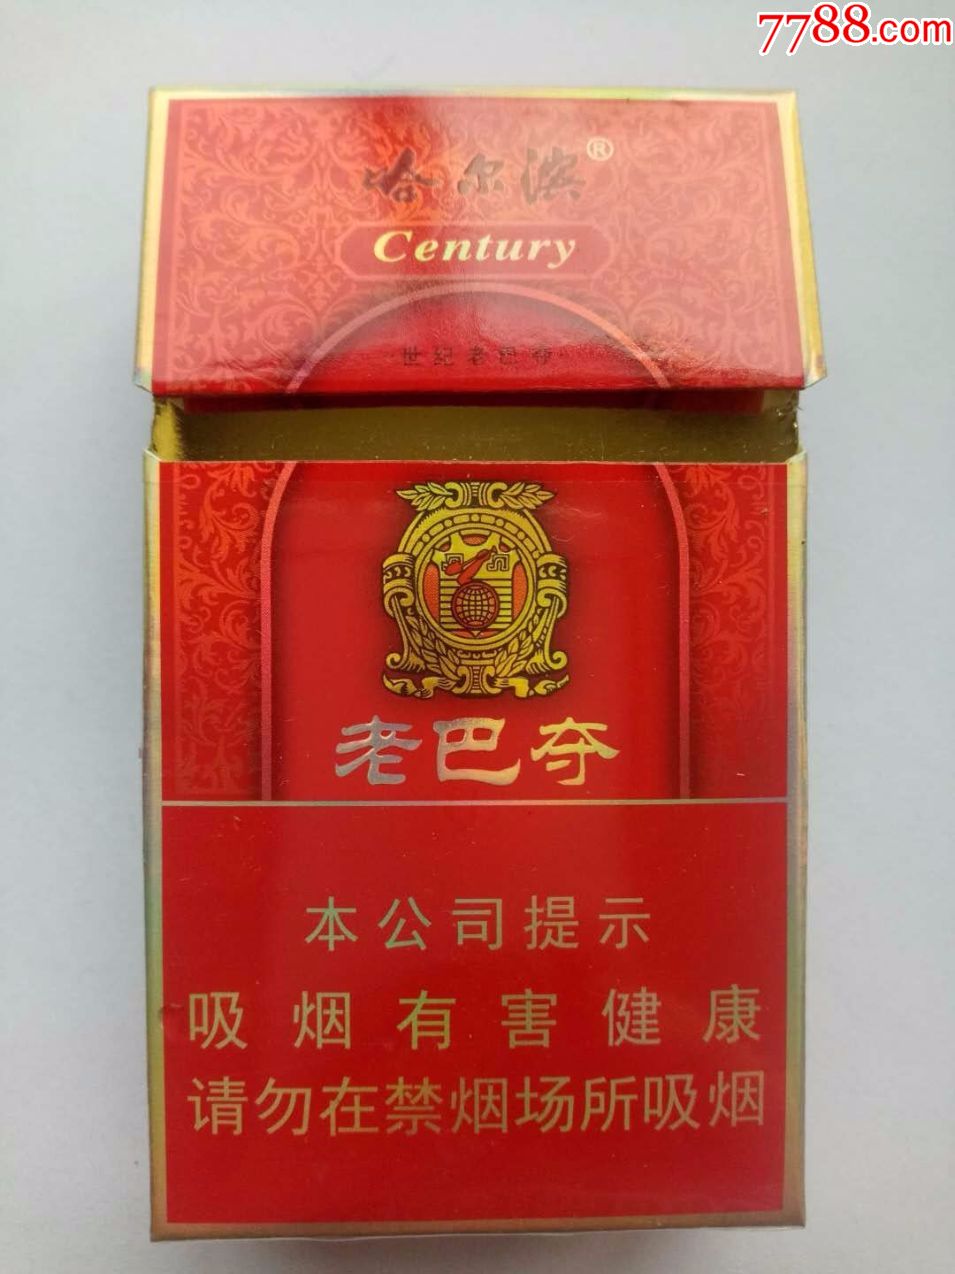 7788.com
哈尔滨®
Century
世纪老巴夺
老巴夺
本公司提示
吸烟有害健康
请勿在禁烟场所吸烟